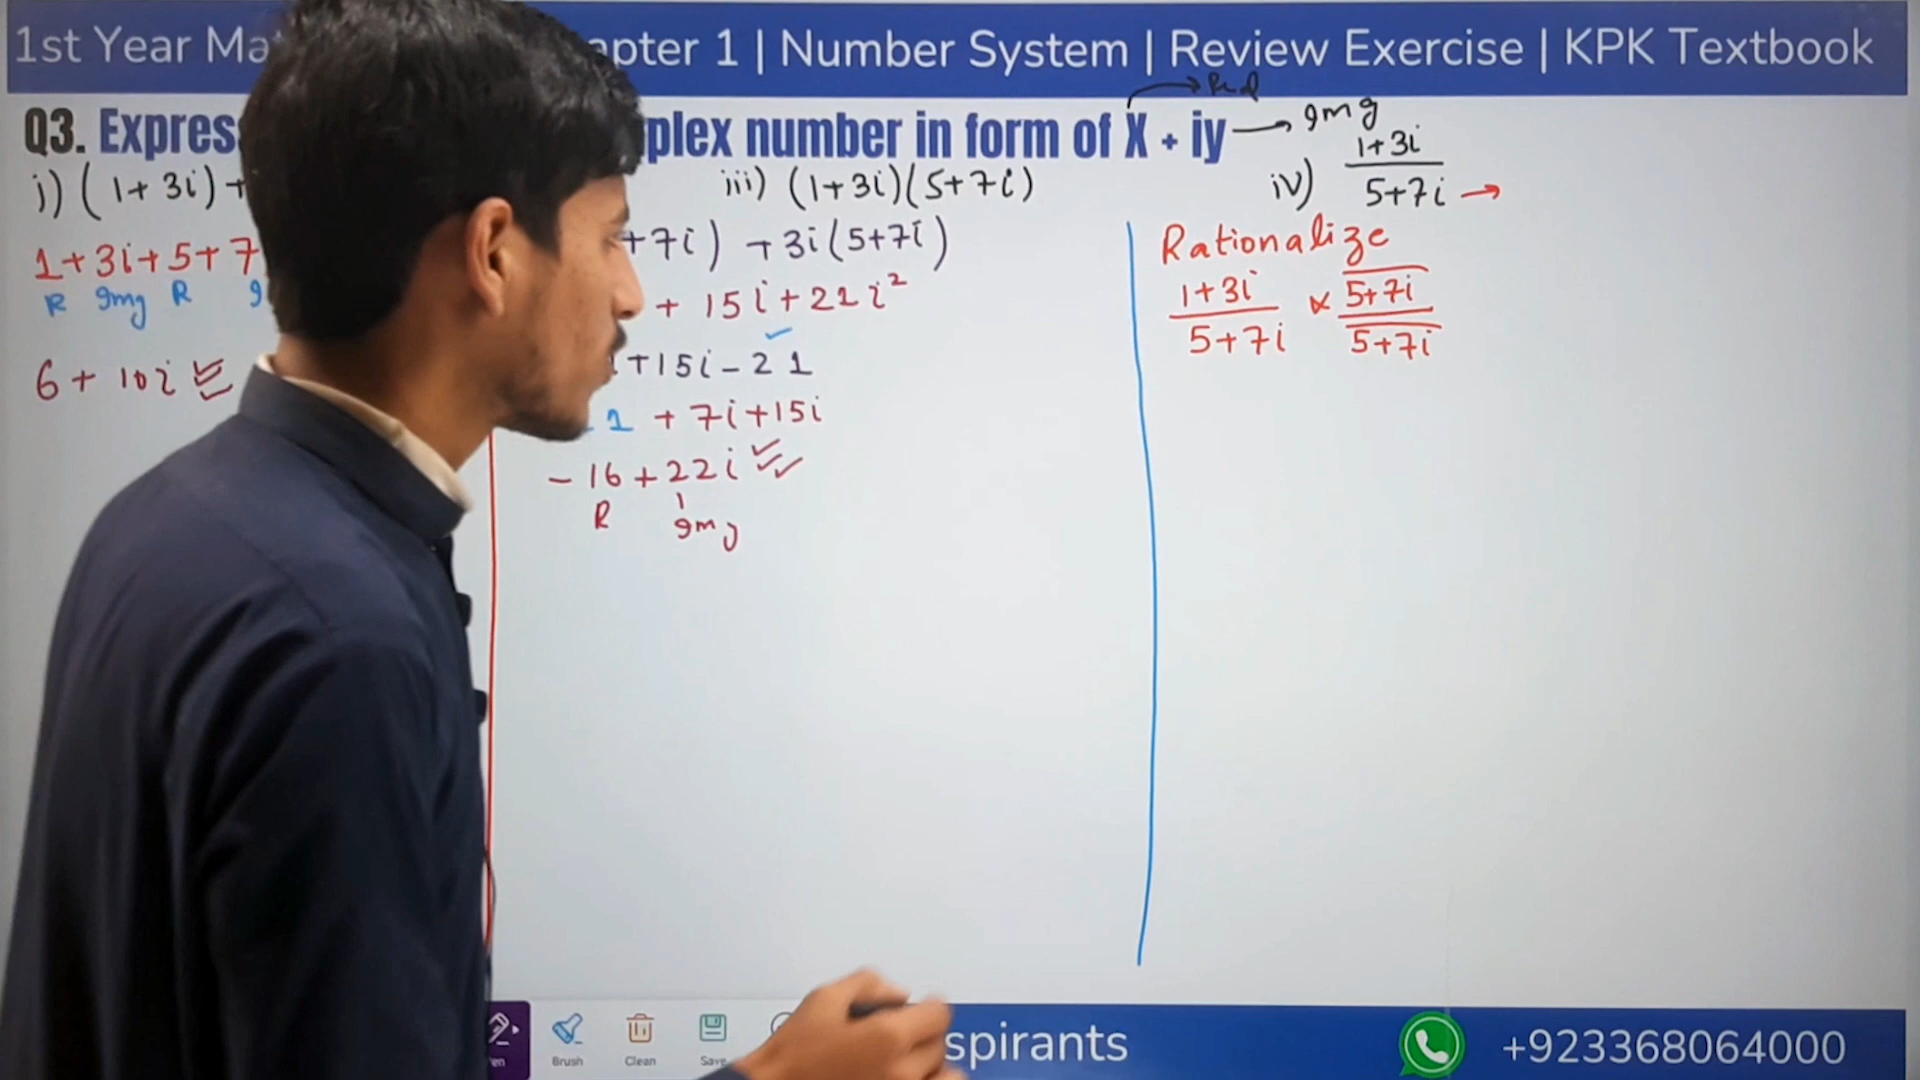 1st Year Ma
apter 1 | Number System | Review Exercise | KPK Textbook
Q3. Expres
plex number in form of X + iy → Img
i) (1+3i)+
1+3i+5+7
R Img R
6 + 10i
iii) (1+3i)(5+7i)
+7i) +3i(5+7i)
+ 15i+21i²
+15i-21
1 + 7i+15i
-16+22i
R Img
iv) 1+3i
5+7i →
Rationalize
1+3i × 5+7i
5+7i 5+7i
en Brush Clean Save
spirants
+923368064000